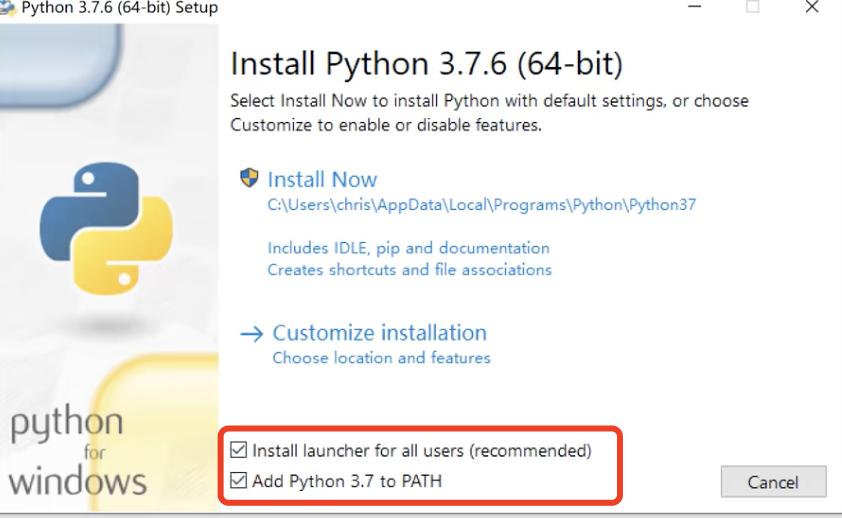 Python 3.7.6 (64-bit) Setup
Install Python 3.7.6 (64-bit)
Select Install Now to install Python with default settings, or choose
Customize to enable or disable features.
Install Now
C:\Users\chris\AppData\Local\Programs\Python\Python37
Includes IDLE, pip and documentation
Creates shortcuts and file associations
Customize installation
Choose location and features
python
for
windows
Install launcher for all users (recommended)
Add Python 3.7 to PATH
Cancel